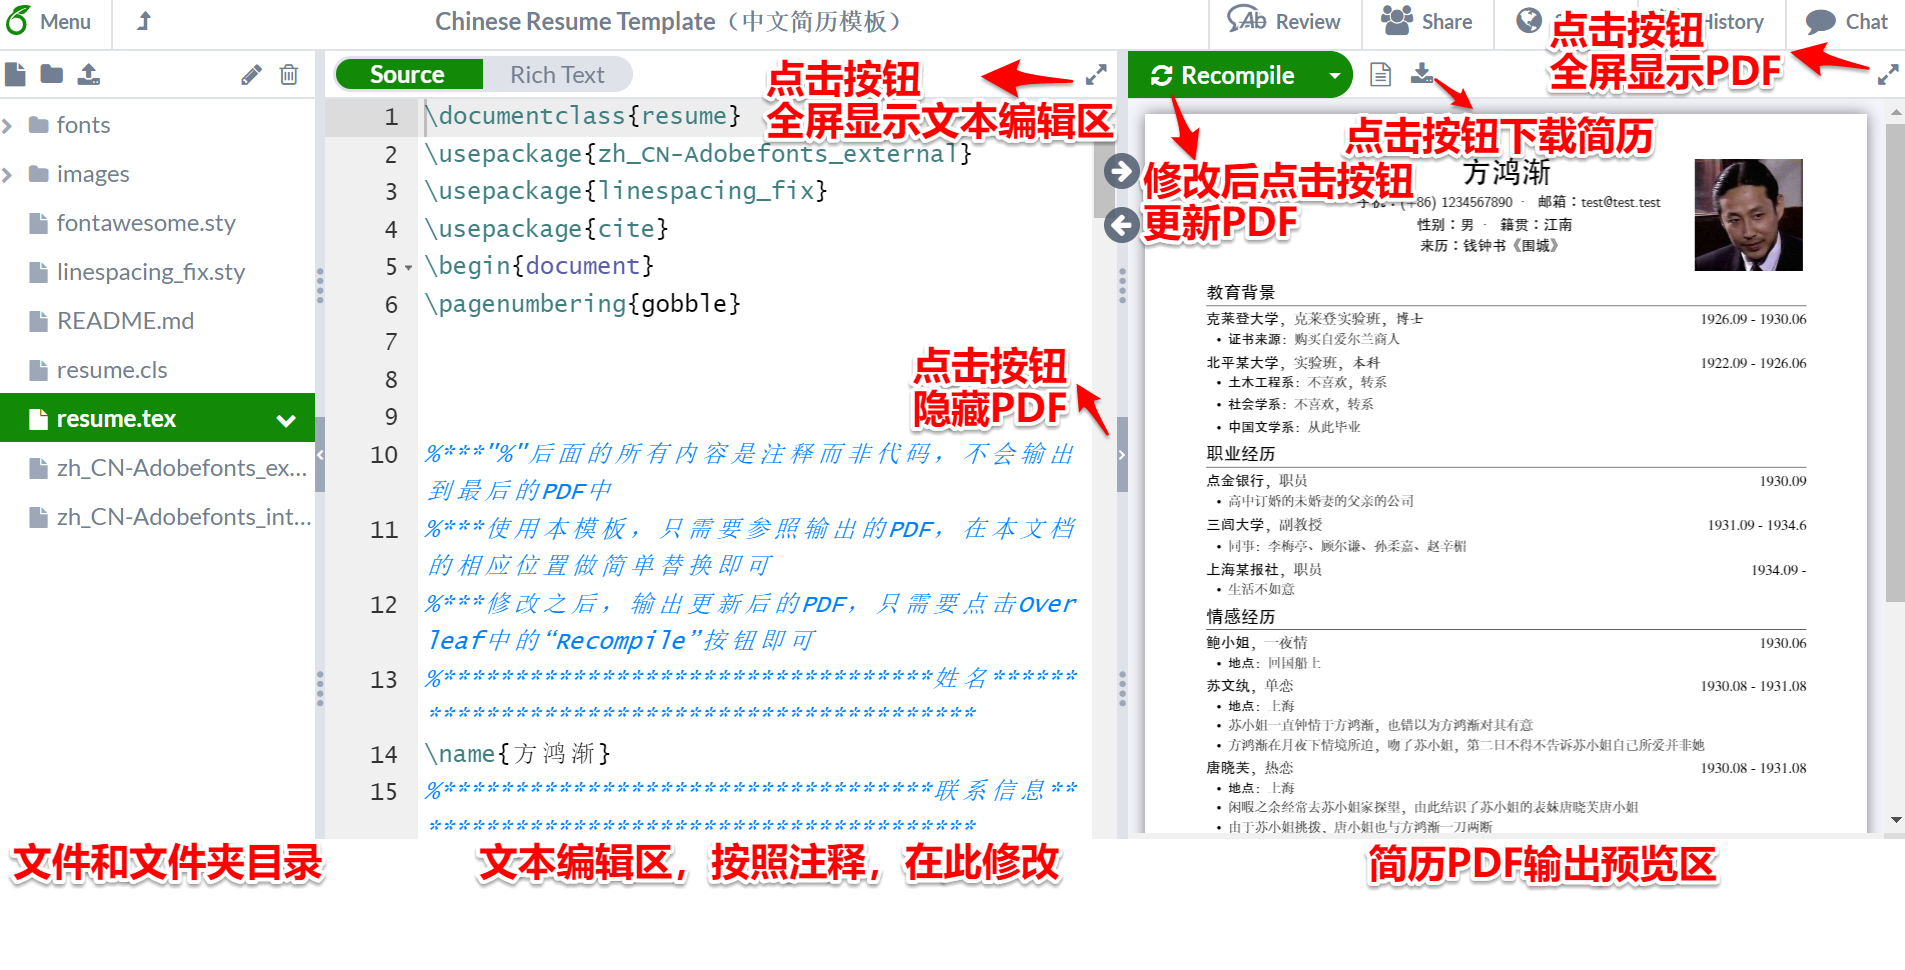 Menu
Chinese Resume Template（中文简历模板）
Review
Share
History
Chat
点击按钮
全屏显示PDF
Source
Rich Text
点击按钮
全屏显示文本编辑区
Recompile
点击按钮下载简历
修改后点击按钮
更新PDF
点击按钮
隐藏PDF
fonts
images
fontawesome.sty
linespacing_fix.sty
README.md
resume.cls
resume.tex
zh_CN-Adobefonts_ex...
zh_CN-Adobefonts_int...
1 \documentclass{resume}
2 \usepackage{zh_CN-Adobefonts_external}
3 \usepackage{linespacing_fix}
4 \usepackage{cite}
5 \begin{document}
6 \pagenumbering{gobble}
7
8
9
10 %***"%"后面的所有内容是注释而非代码，不会输出
到最后的PDF中
11 %***使用本模板，只需要参照输出的PDF，在本文档
的相应位置做简单替换即可
12 %***修改之后，输出更新后的PDF，只需要点击Over
leaf中的“Recompile”按钮即可
13 %**********************************姓名******
**************************************
14 \name{方鸿渐}
15 %**********************************联系信息**
**************************************
方鸿渐
(+86) 1234567890 · 邮箱：test@test.test
性别：男 · 籍贯：江南
来历：钱钟书《围城》
教育背景
克莱登大学，克莱登实验班，博士 1926.09 - 1930.06
• 证书来源：购买自爱尔兰商人
北平某大学，实验班，本科 1922.09 - 1926.06
• 土木工程系：不喜欢，转系
• 社会学系：不喜欢，转系
• 中国文学系：从此毕业
职业经历
点金银行，职员 1930.09
• 高中订婚的未婚妻的父亲的公司
三闾大学，副教授 1931.09 - 1934.6
• 同事：李梅亭、顾尔谦、孙柔嘉、赵辛楣
上海某报社，职员 1934.09 -
• 生活不如意
情感经历
鲍小姐，一夜情 1930.06
• 地点：回国船上
苏文纨，单恋 1930.08 - 1931.08
• 地点：上海
• 苏小姐一直钟情于方鸿渐，也错以为方鸿渐对其有意
• 方鸿渐在月夜下情境所迫，吻了苏小姐，第二日不得不告诉苏小姐自己所爱并非她
唐晓芙，热恋 1930.08 - 1931.08
• 地点：上海
• 闲暇之余经常去苏小姐家探望，由此结识了苏小姐的表妹唐晓芙唐小姐
• 由于苏小姐挑拨，唐小姐也与方鸿渐一刀两断
文件和文件夹目录
文本编辑区，按照注释，在此修改
简历PDF输出预览区